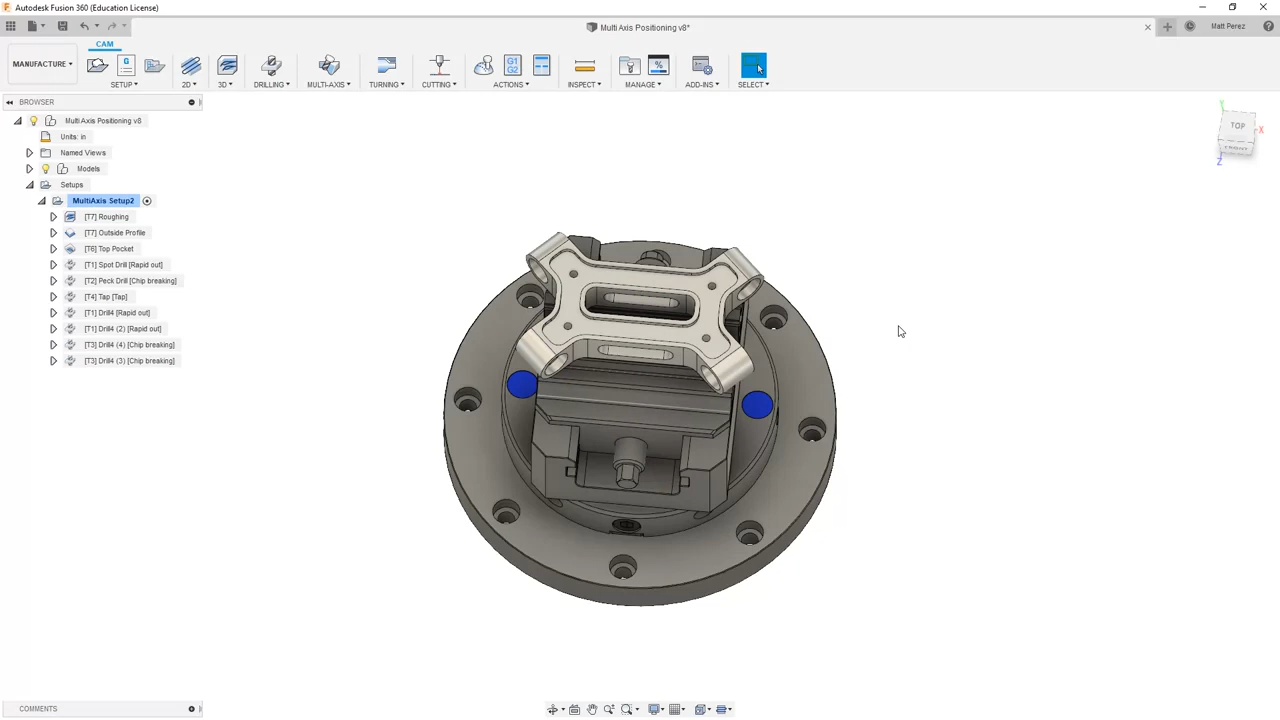 Autodesk Fusion 360 (Education License)
Multi Axis Positioning v8*
Matt Perez
CAM
MANUFACTURE
SETUP
2D
3D
DRILLING
MULTI-AXIS
TURNING
CUTTING
ACTIONS
INSPECT
MANAGE
ADD-INS
SELECT
G
G1
G2
%
BROWSER
Multi Axis Positioning v8
Units: in
Named Views
Models
Setups
MultiAxis Setup2
[T7] Roughing
[T7] Outside Profile
[T6] Top Pocket
[T1] Spot Drill [Rapid out]
[T2] Peck Drill [Chip breaking]
[T4] Tap [Tap]
[T1] Drill4 [Rapid out]
[T1] Drill4 (2) [Rapid out]
[T3] Drill4 (4) [Chip breaking]
[T3] Drill4 (3) [Chip breaking]
Y
TOP
X
FRONT
Z
COMMENTS